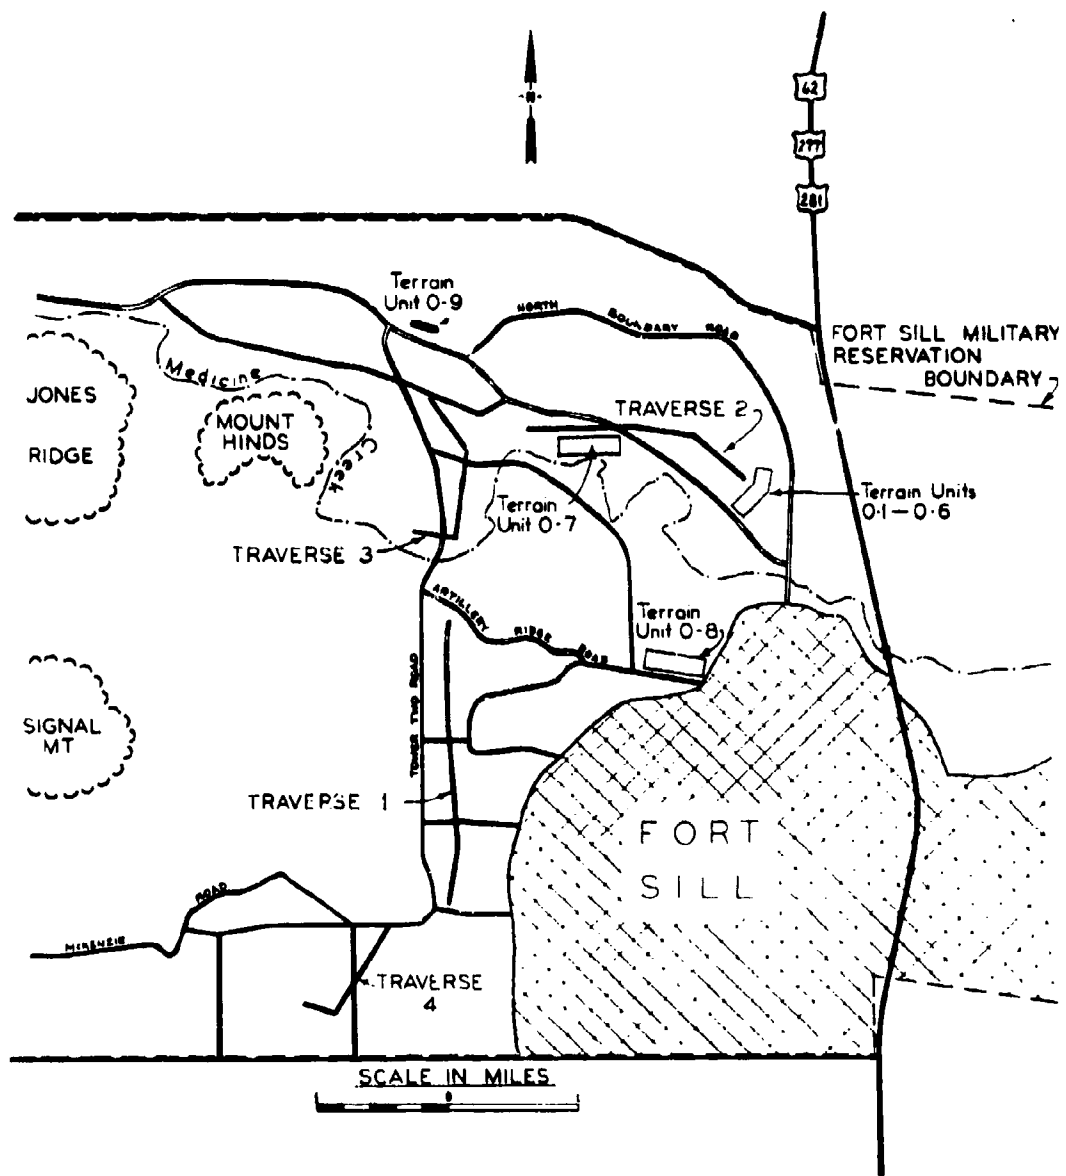 N
62
277
281
Terrain
Unit O-9
NORTH BOUNDARY ROAD
FORT SILL MILITARY
RESERVATION
BOUNDARY
Medicine Creek
JONES
RIDGE
MOUNT
HINDS
TRAVERSE 2
Terrain
Unit O-7
Terrain Units
O-1—O-6
TRAVERSE 3
ARTILLERY RIDGE ROAD
Terrain
Unit O-8
TOWER TWO ROAD
SIGNAL
MT
TRAVERSE 1
FORT
SILL
MCKENZIE ROAD
TRAVERSE
4
SCALE IN MILES
0